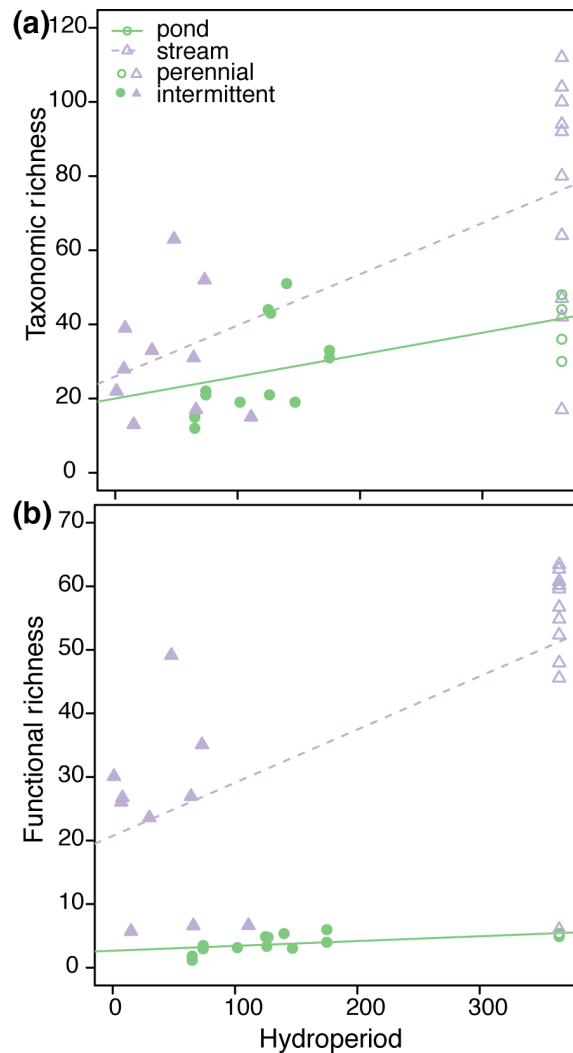 (a)
pond
stream
perennial
intermittent
120
100
80
60
40
20
0
Taxonomic richness
(b)
70
60
50
40
30
20
10
0
Functional richness
0 100 200 300
Hydroperiod